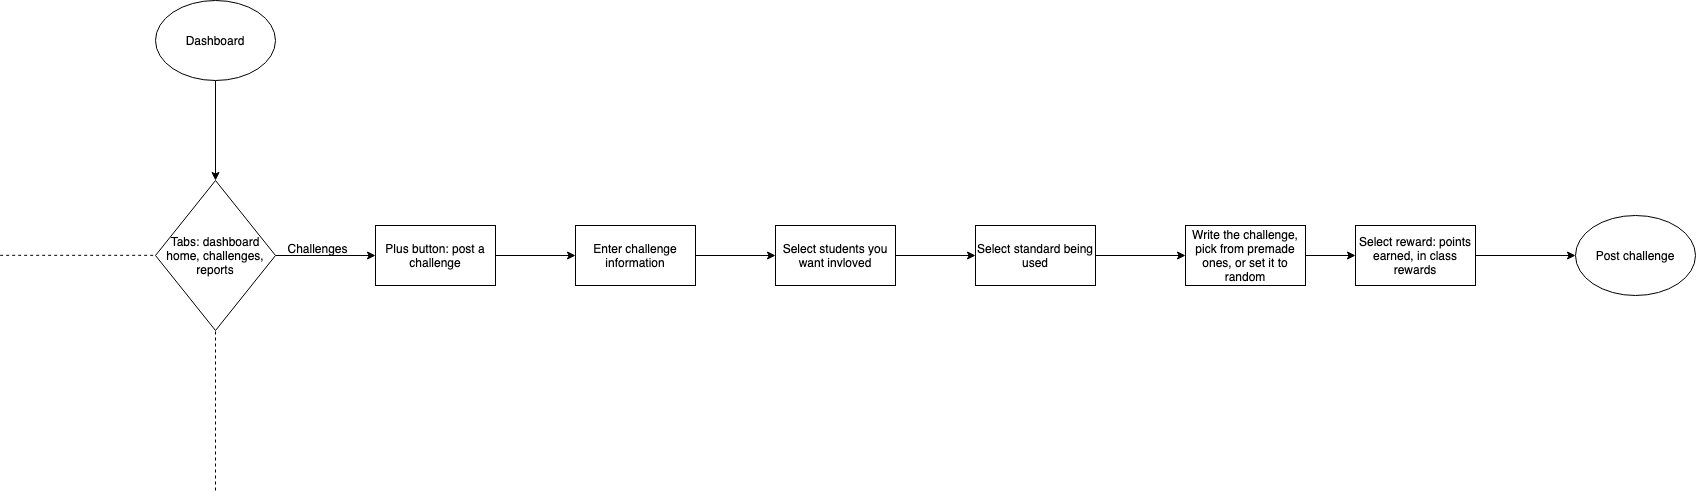 Dashboard
Tabs: dashboard
home, challenges,
reports
Challenges
Plus button: post a
challenge
Enter challenge
information
Select students you
want invloved
Select standard being
used
Write the challenge,
pick from premade
ones, or set it to
random
Select reward: points
earned, in class
rewards
Post challenge